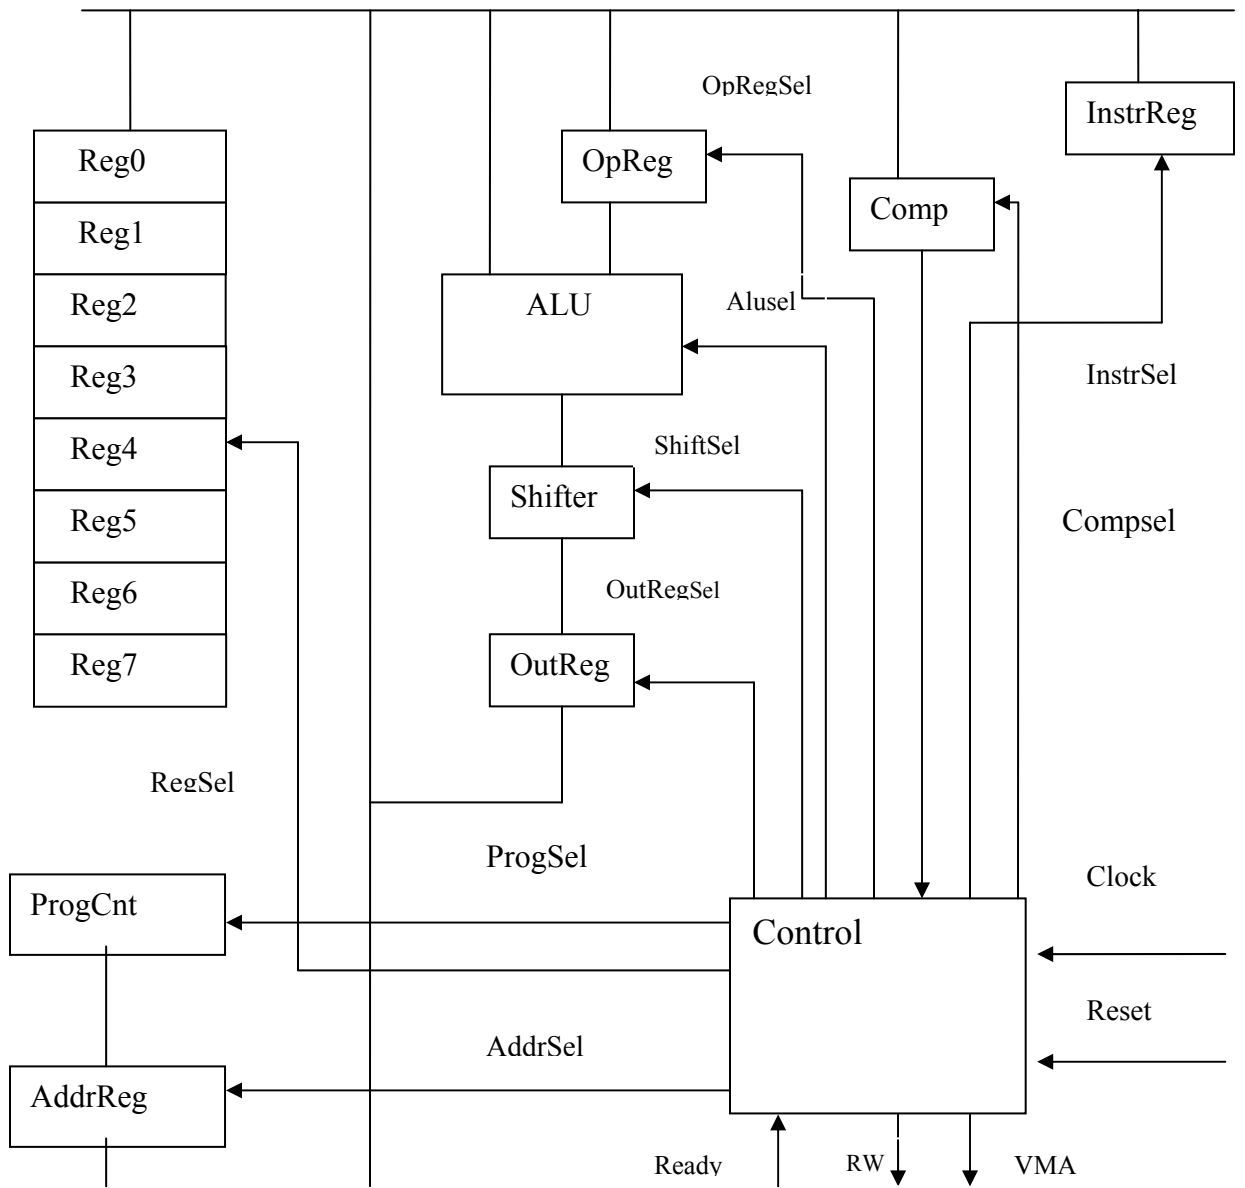 OpRegSel
InstrReg
Reg0
OpReg
Comp
Reg1
Reg2
ALU
Alusel
Reg3
InstrSel
Reg4
ShiftSel
Reg5
Shifter
Compsel
Reg6
OutRegSel
Reg7
OutReg
RegSel
ProgSel
Clock
ProgCnt
Control
Reset
AddrSel
AddrReg
Ready
RW
VMA